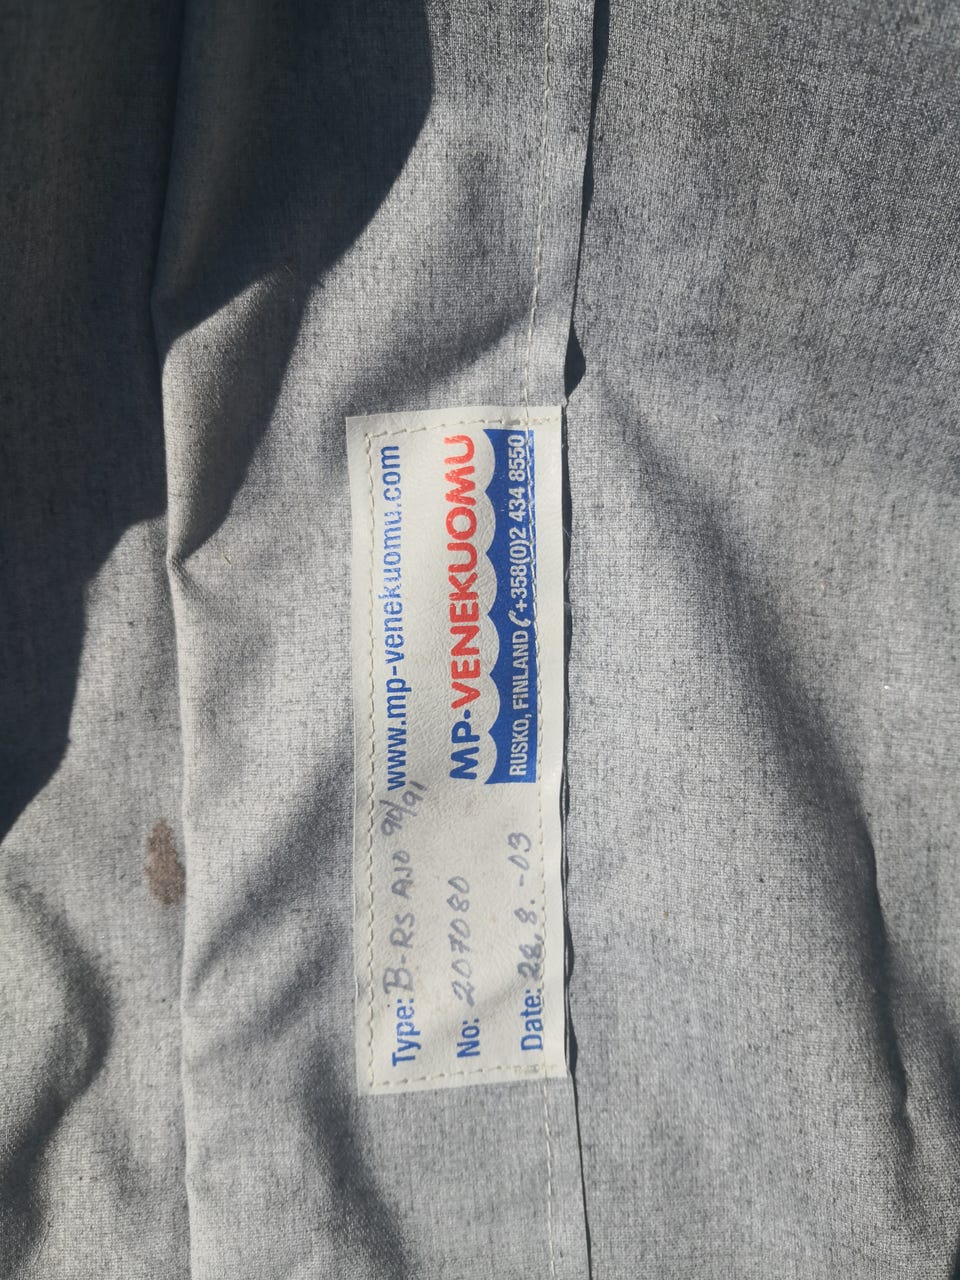 Type: B-RS AJO 90/91
No: 207080
Date: 28.8.-03
www.mp-venekuomu.com
MP-VENEKUOMU
RUSKO, FINLAND +358(0)2 434 8550